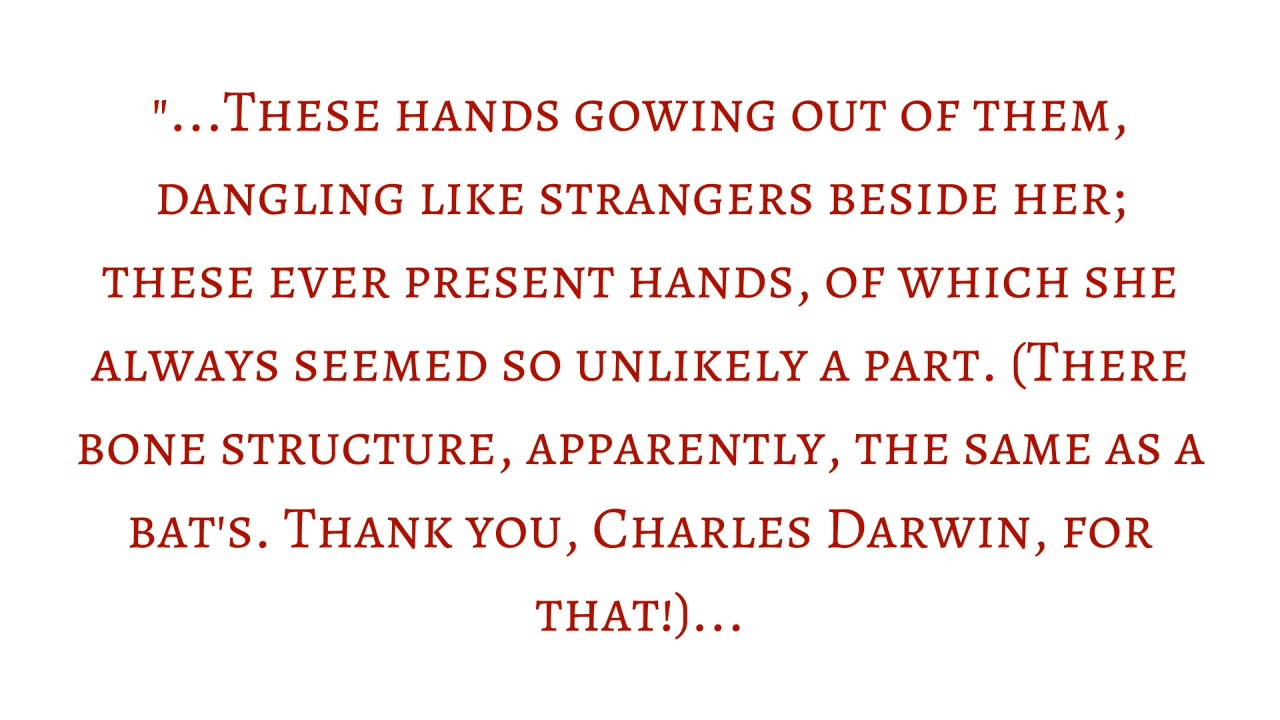 "...These hands gowing out of them,
dangling like strangers beside her;
these ever present hands, of which she
always seemed so unlikely a part. (There
bone structure, apparently, the same as a
bat's. Thank you, Charles Darwin, for
that!)...